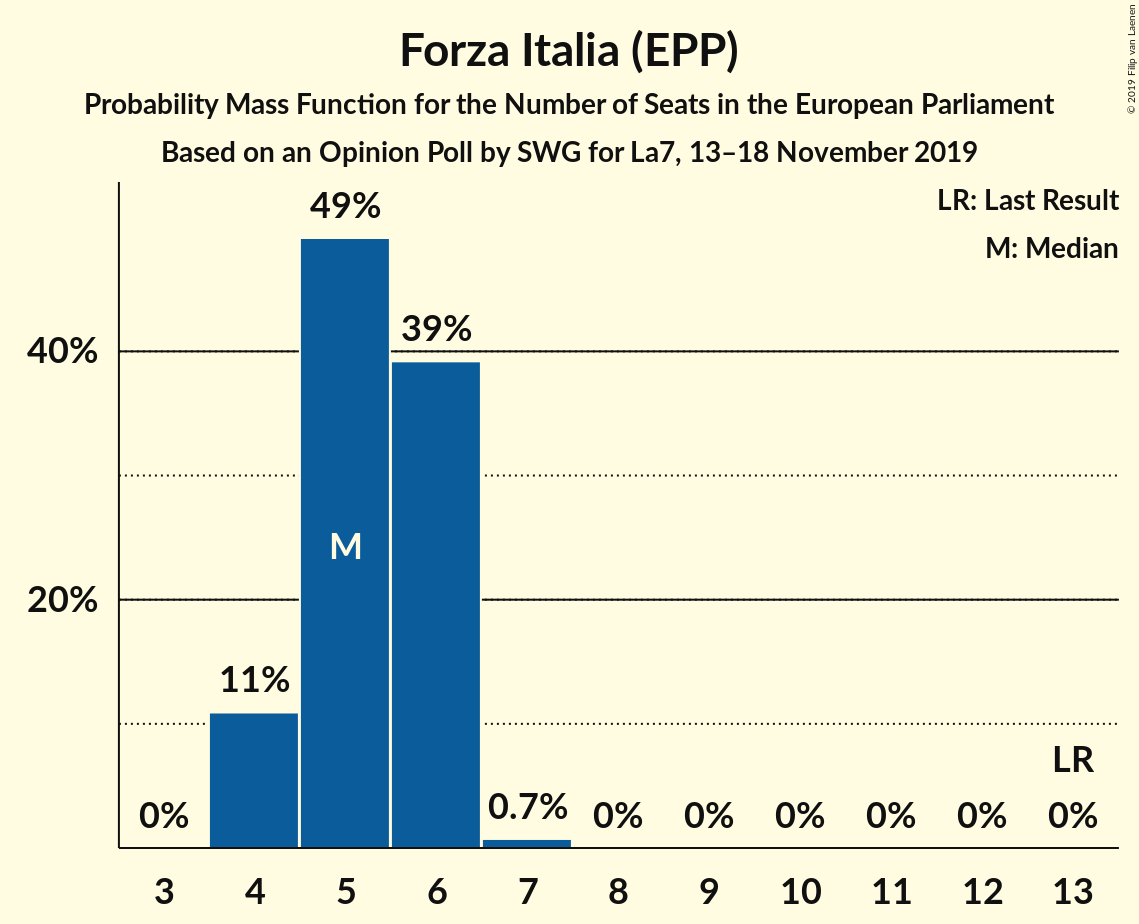 Forza Italia (EPP)
Probability Mass Function for the Number of Seats in the European Parliament
Based on an Opinion Poll by SWG for La7, 13–18 November 2019
© 2019 Filip van Laenen
LR: Last Result
M: Median
49%
39%
40%
M
20%
11%
LR
0%
0.7%
0%
0%
0%
0%
0%
0%
3 4 5 6 7 8 9 10 11 12 13